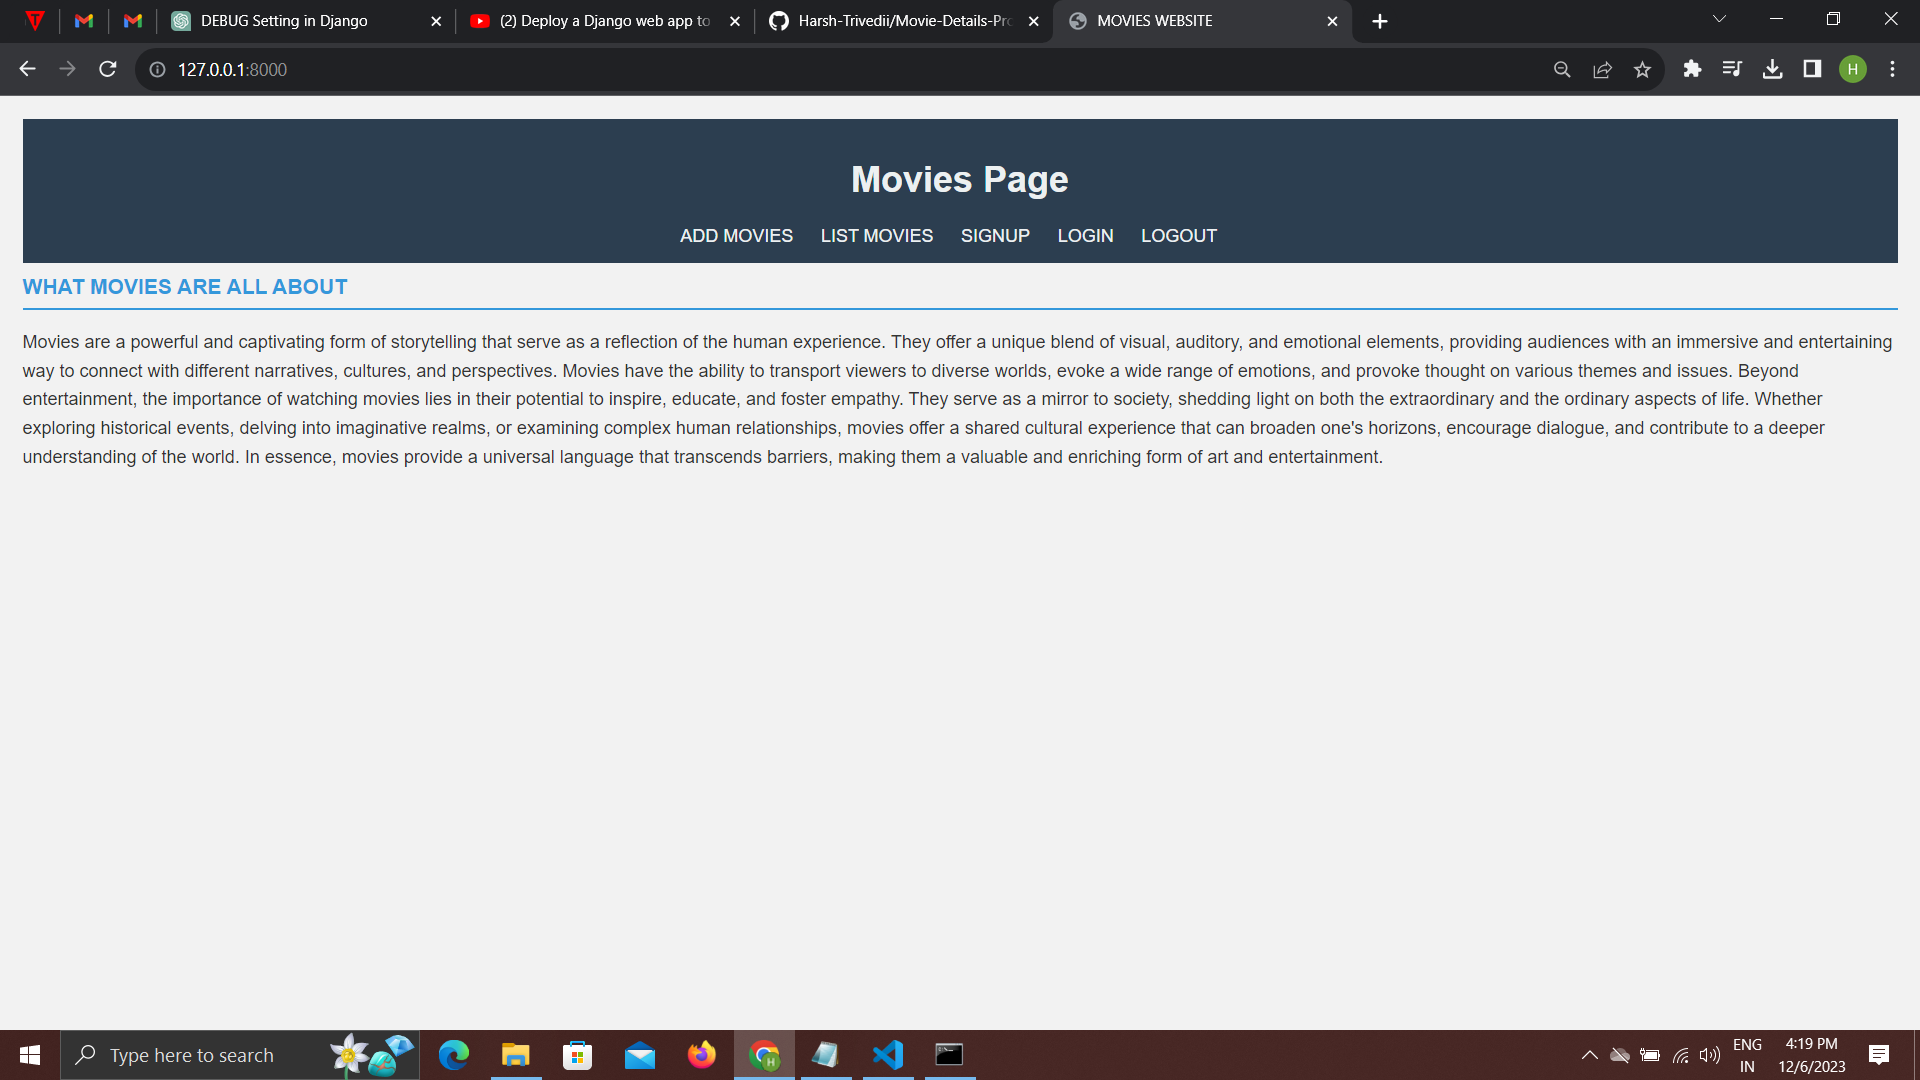 DEBUG Setting in Django
(2) Deploy a Django web app to
Harsh-Trivedii/Movie-Details-Pro
MOVIES WEBSITE
127.0.0.1:8000
H
Movies Page
ADD MOVIES LIST MOVIES SIGNUP LOGIN LOGOUT
WHAT MOVIES ARE ALL ABOUT
Movies are a powerful and captivating form of storytelling that serve as a reflection of the human experience. They offer a unique blend of visual, auditory, and emotional elements, providing audiences with an immersive and entertaining
way to connect with different narratives, cultures, and perspectives. Movies have the ability to transport viewers to diverse worlds, evoke a wide range of emotions, and provoke thought on various themes and issues. Beyond
entertainment, the importance of watching movies lies in their potential to inspire, educate, and foster empathy. They serve as a mirror to society, shedding light on both the extraordinary and the ordinary aspects of life. Whether
exploring historical events, delving into imaginative realms, or examining complex human relationships, movies offer a shared cultural experience that can broaden one's horizons, encourage dialogue, and contribute to a deeper
understanding of the world. In essence, movies provide a universal language that transcends barriers, making them a valuable and enriching form of art and entertainment.
Type here to search
H
ENG
IN
4:19 PM
12/6/2023